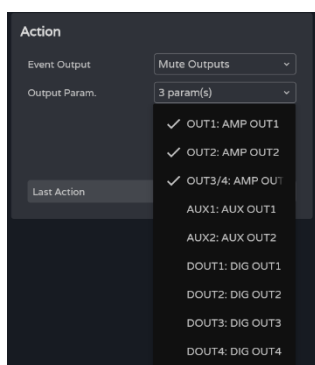 Action
Event Output Mute Outputs
Output Param. 3 param(s)
OUT1: AMP OUT1
OUT2: AMP OUT2
OUT3/4: AMP OUT
AUX1: AUX OUT1
Last Action
AUX2: AUX OUT2
DOUT1: DIG OUT1
DOUT2: DIG OUT2
DOUT3: DIG OUT3
DOUT4: DIG OUT4